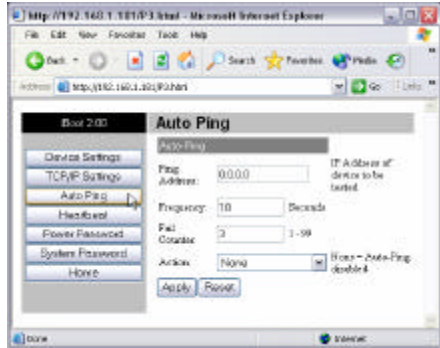 http://192.168.1.181/P3.html - Microsoft Internet Explorer
File Edit View Favorites Tools Help
Back Search Favorites Media
Address http://192.168.1.181/P3.html Go Links
iBoot 2.00
Auto Ping
Device Settings
TCP/IP Settings
Auto Ping
Heartbeat
Power Password
System Password
Home
Auto-Ping
Ping Address: 0.0.0.0 IP Address of device to be tested.
Frequency: 10 Seconds
Fail Counter 3 1-99
Action: None None = Auto-Ping disabled
Apply Reset
Done Internet